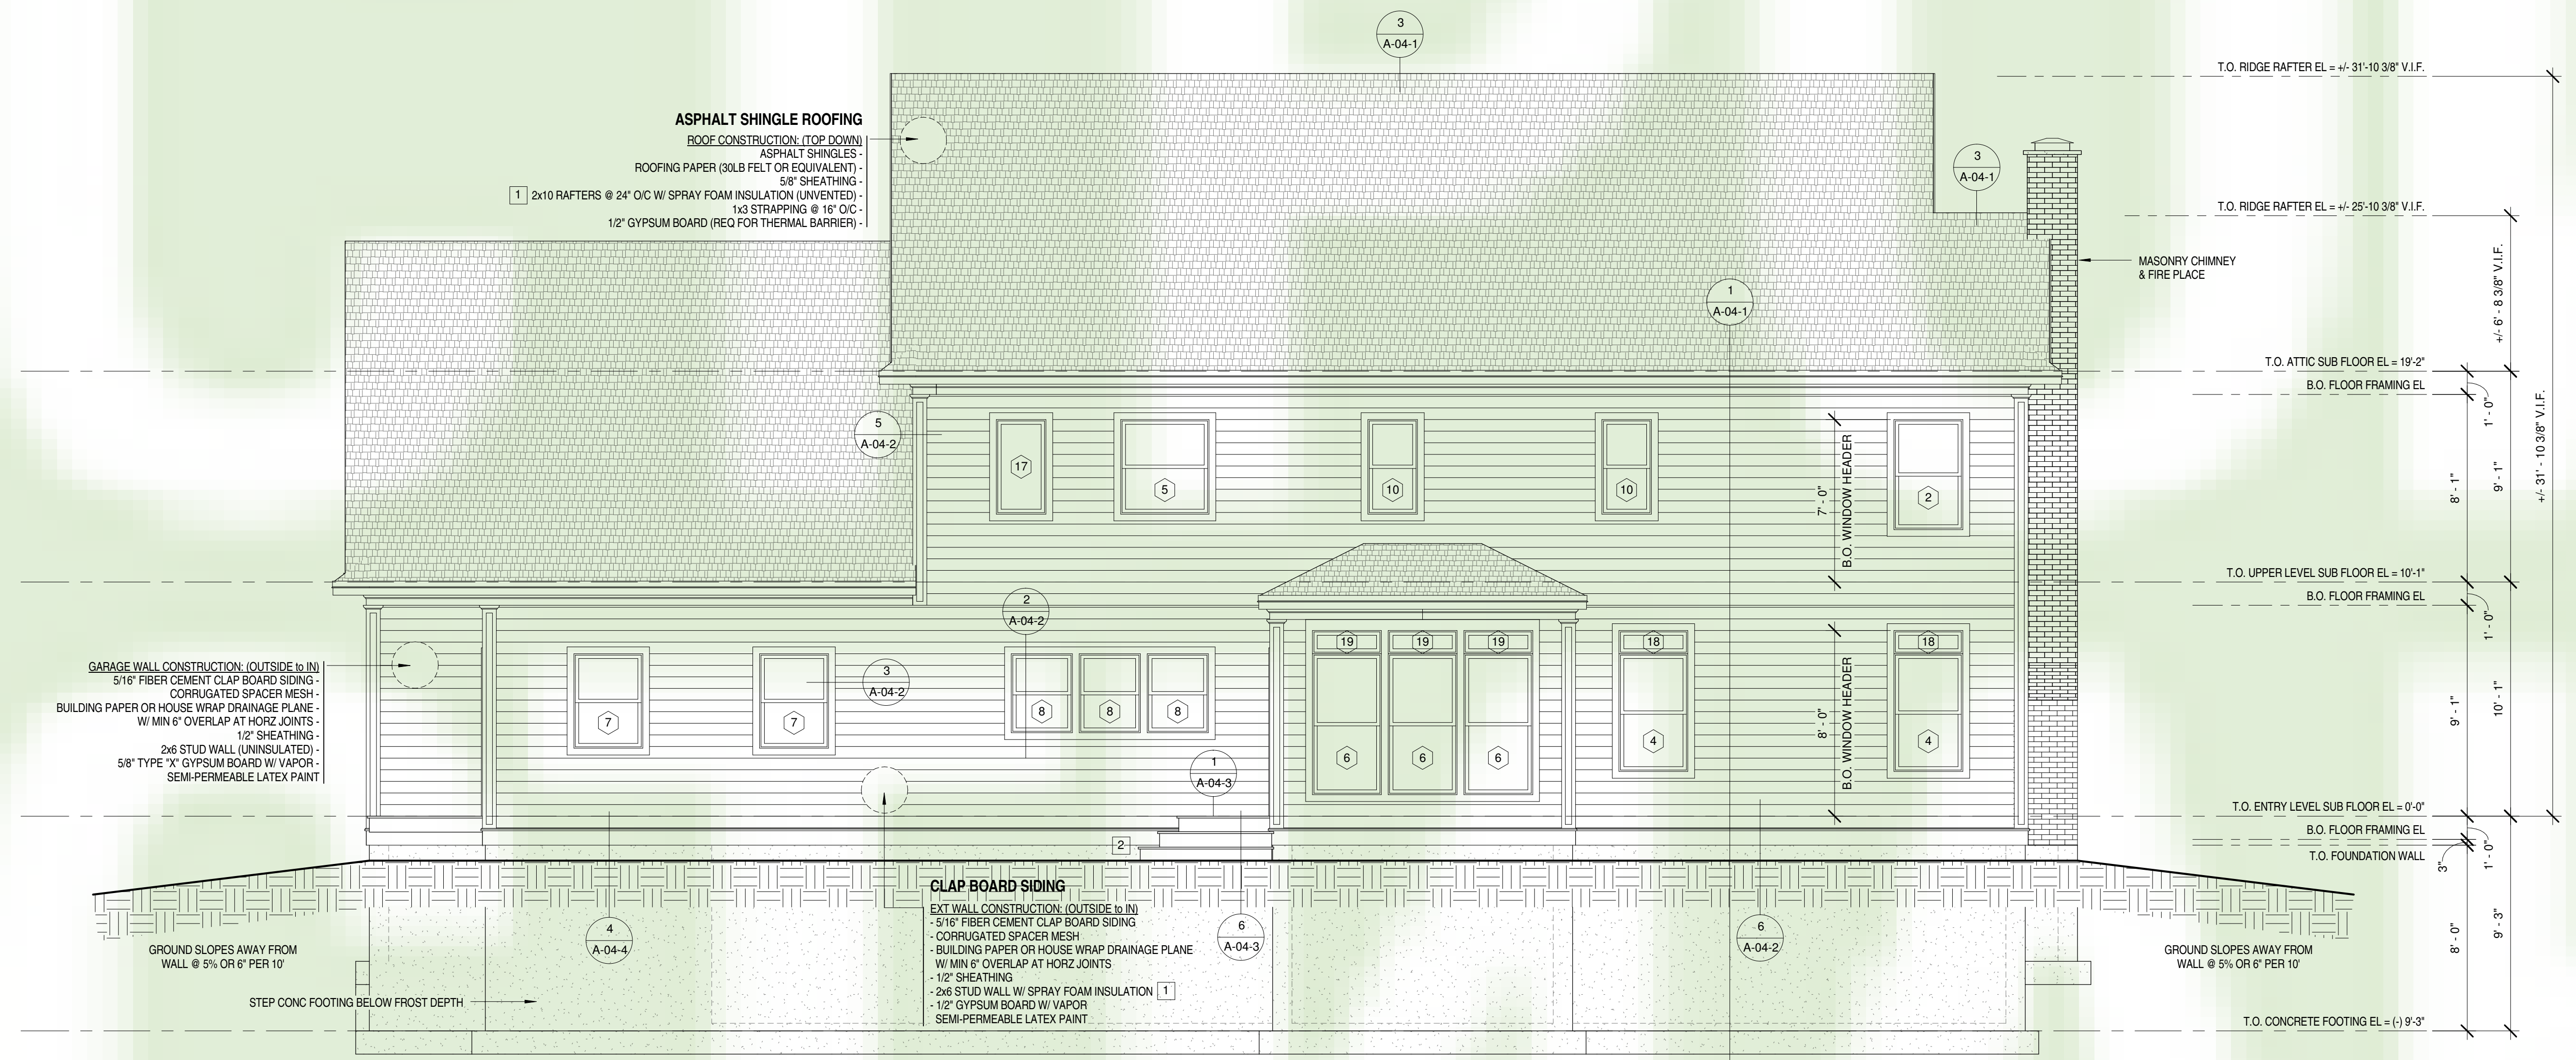 3
A-04-1
T.O. RIDGE RAFTER EL = +/- 31'-10 3/8" V.I.F.
ASPHALT SHINGLE ROOFING
ROOF CONSTRUCTION: (TOP DOWN)
ASPHALT SHINGLES -
ROOFING PAPER (30LB FELT OR EQUIVALENT) -
5/8" SHEATHING -
1 2x10 RAFTERS @ 24" O/C W/ SPRAY FOAM INSULATION (UNVENTED) -
1x3 STRAPPING @ 16" O/C -
1/2" GYPSUM BOARD (REQ FOR THERMAL BARRIER) -
3
A-04-1
T.O. RIDGE RAFTER EL = +/- 25'-10 3/8" V.I.F.
MASONRY CHIMNEY
& FIRE PLACE
1
A-04-1
+/- 6' - 8 3/8" V.I.F.
T.O. ATTIC SUB FLOOR EL = 19'-2"
B.O. FLOOR FRAMING EL
1' - 0"
+/- 31' - 10 3/8" V.I.F.
5
A-04-2
17
5
10
10
2
7' - 0"
B.O. WINDOW HEADER
8' - 1"
9' - 1"
T.O. UPPER LEVEL SUB FLOOR EL = 10'-1"
B.O. FLOOR FRAMING EL
1' - 0"
2
A-04-2
19
19
19
18
18
GARAGE WALL CONSTRUCTION: (OUTSIDE to IN)
5/16" FIBER CEMENT CLAP BOARD SIDING -
CORRUGATED SPACER MESH -
BUILDING PAPER OR HOUSE WRAP DRAINAGE PLANE -
W/ MIN 6" OVERLAP AT HORZ JOINTS -
1/2" SHEATHING -
2x6 STUD WALL (UNINSULATED) -
5/8" TYPE "X" GYPSUM BOARD W/ VAPOR -
SEMI-PERMEABLE LATEX PAINT
3
A-04-2
7
7
8
8
8
6
6
6
4
4
8' - 0"
B.O. WINDOW HEADER
9' - 1"
10' - 1"
1
A-04-3
T.O. ENTRY LEVEL SUB FLOOR EL = 0'-0"
B.O. FLOOR FRAMING EL
T.O. FOUNDATION WALL
3"
1' - 0"
2
CLAP BOARD SIDING
EXT WALL CONSTRUCTION: (OUTSIDE to IN)
- 5/16" FIBER CEMENT CLAP BOARD SIDING
- CORRUGATED SPACER MESH
- BUILDING PAPER OR HOUSE WRAP DRAINAGE PLANE
W/ MIN 6" OVERLAP AT HORZ JOINTS
- 1/2" SHEATHING
- 2x6 STUD WALL W/ SPRAY FOAM INSULATION 1
- 1/2" GYPSUM BOARD W/ VAPOR
SEMI-PERMEABLE LATEX PAINT
4
A-04-4
6
A-04-3
6
A-04-2
GROUND SLOPES AWAY FROM
WALL @ 5% OR 6" PER 10'
GROUND SLOPES AWAY FROM
WALL @ 5% OR 6" PER 10'
8' - 0"
9' - 3"
STEP CONC FOOTING BELOW FROST DEPTH
T.O. CONCRETE FOOTING EL = (-) 9'-3"